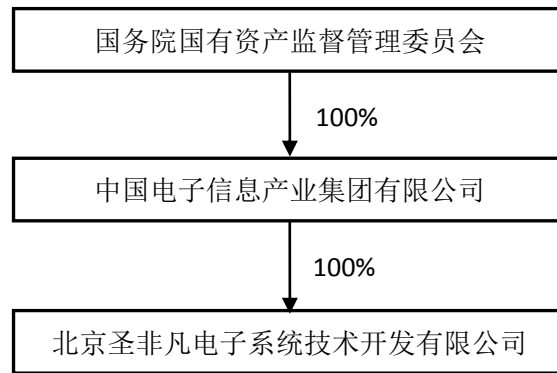 国务院国有资产监督管理委员会
100%
中国电子信息产业集团有限公司
100%
北京圣非凡电子系统技术开发有限公司